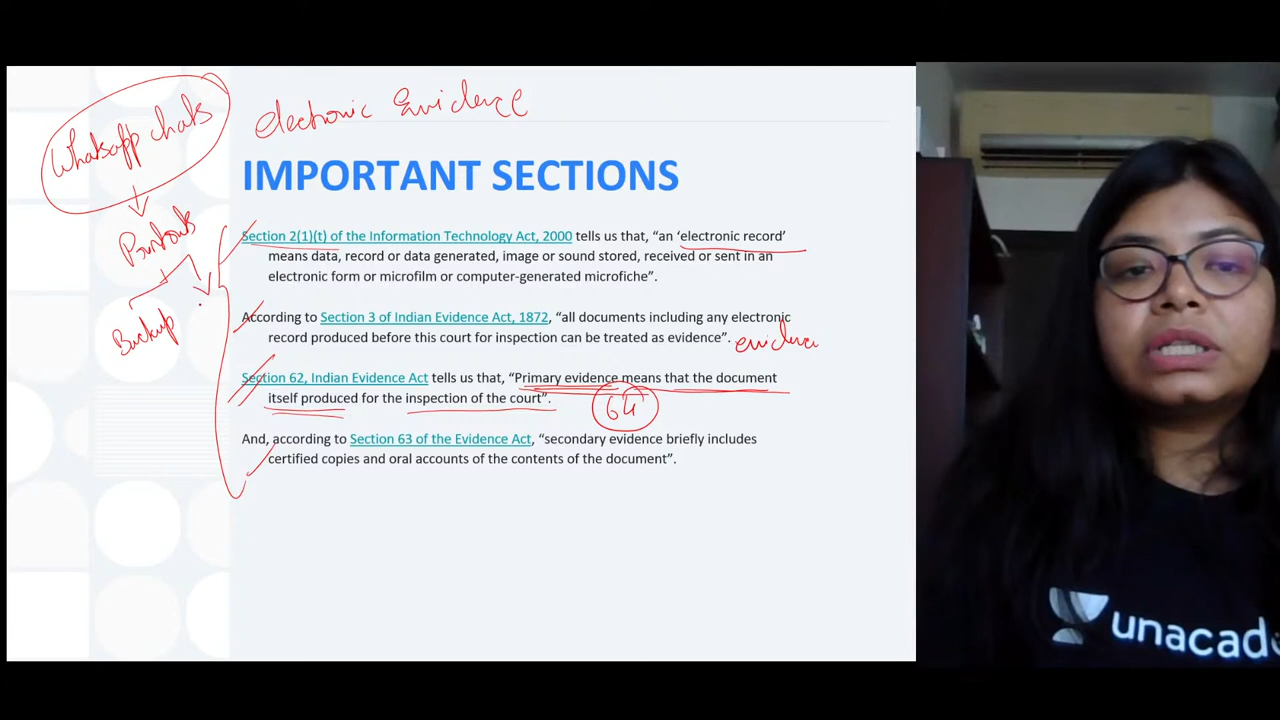 Whatsapp chats
Electronic Evidence
IMPORTANT SECTIONS
Printouts
Backup
Section 2(1)(t) of the Information Technology Act, 2000 tells us that, “an ‘electronic record’
means data, record or data generated, image or sound stored, received or sent in an
electronic form or microfilm or computer-generated microfiche”.
According to Section 3 of Indian Evidence Act, 1872, “all documents including any electronic
record produced before this court for inspection can be treated as evidence”.
evidence
Section 62, Indian Evidence Act tells us that, “Primary evidence means that the document
itself produced for the inspection of the court”.
64
And, according to Section 63 of the Evidence Act, “secondary evidence briefly includes
certified copies and oral accounts of the contents of the document”.
unacad